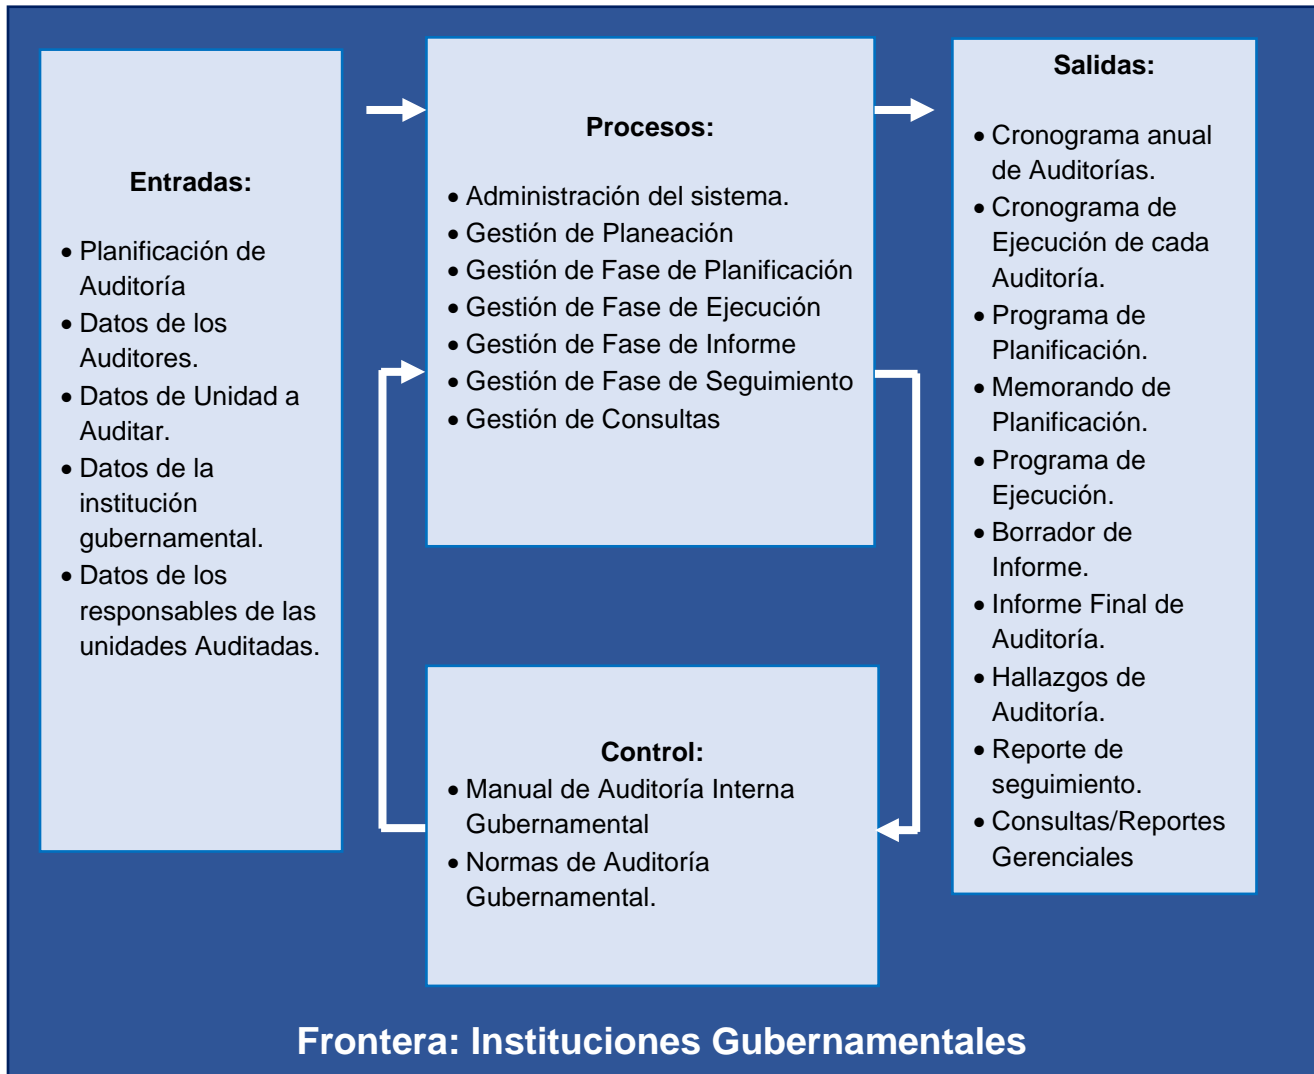 Entradas:
• Planificación de
Auditoría
• Datos de los
Auditores.
• Datos de Unidad a
Auditar.
• Datos de la
institución
gubernamental.
• Datos de los
responsables de las
unidades Auditadas.
Procesos:
• Administración del sistema.
• Gestión de Planeación
• Gestión de Fase de Planificación
• Gestión de Fase de Ejecución
• Gestión de Fase de Informe
• Gestión de Fase de Seguimiento
• Gestión de Consultas
Control:
• Manual de Auditoría Interna
Gubernamental
• Normas de Auditoría
Gubernamental.
Salidas:
• Cronograma anual
de Auditorías.
• Cronograma de
Ejecución de cada
Auditoría.
• Programa de
Planificación.
• Memorando de
Planificación.
• Programa de
Ejecución.
• Borrador de
Informe.
• Informe Final de
Auditoría.
• Hallazgos de
Auditoría.
• Reporte de
seguimiento.
• Consultas/Reportes
Gerenciales
Frontera: Instituciones Gubernamentales